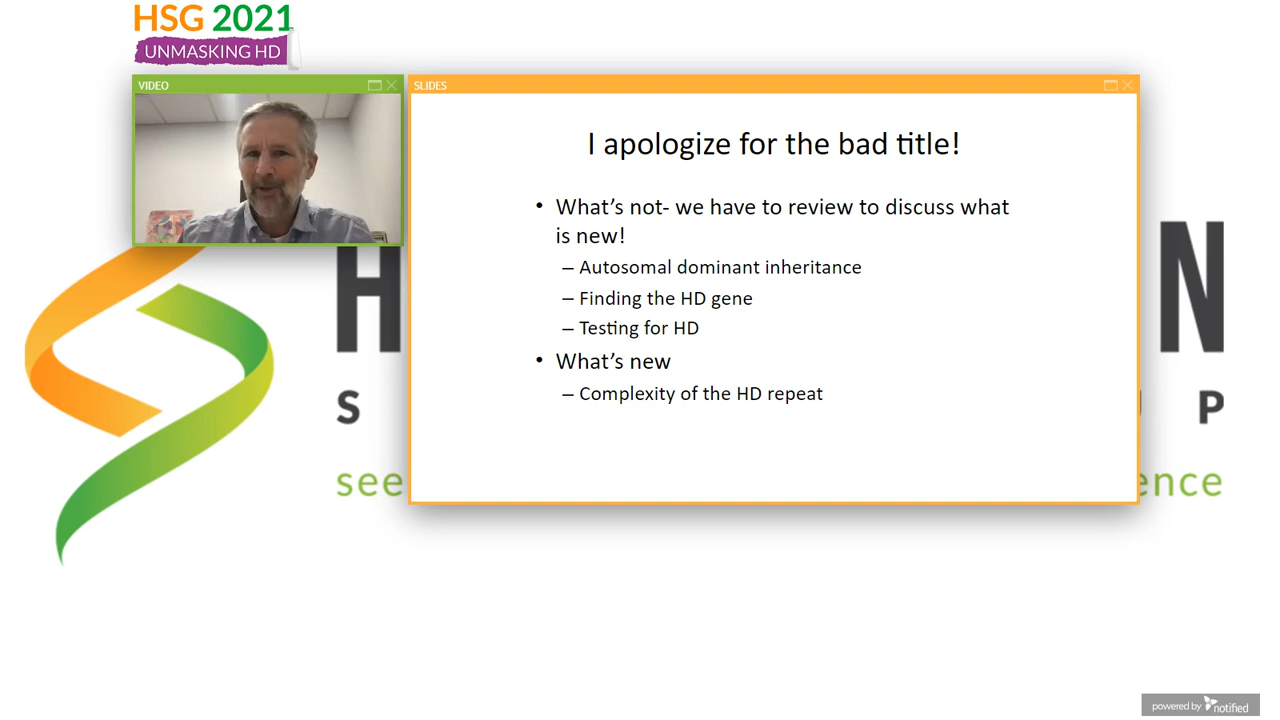 HSG 2021
UNMASKING HD
VIDEO
SLIDES
I apologize for the bad title!
• What’s not- we have to review to discuss what
is new!
– Autosomal dominant inheritance
– Finding the HD gene
– Testing for HD
• What’s new
– Complexity of the HD repeat
H N
S U P
see ence
powered by notified